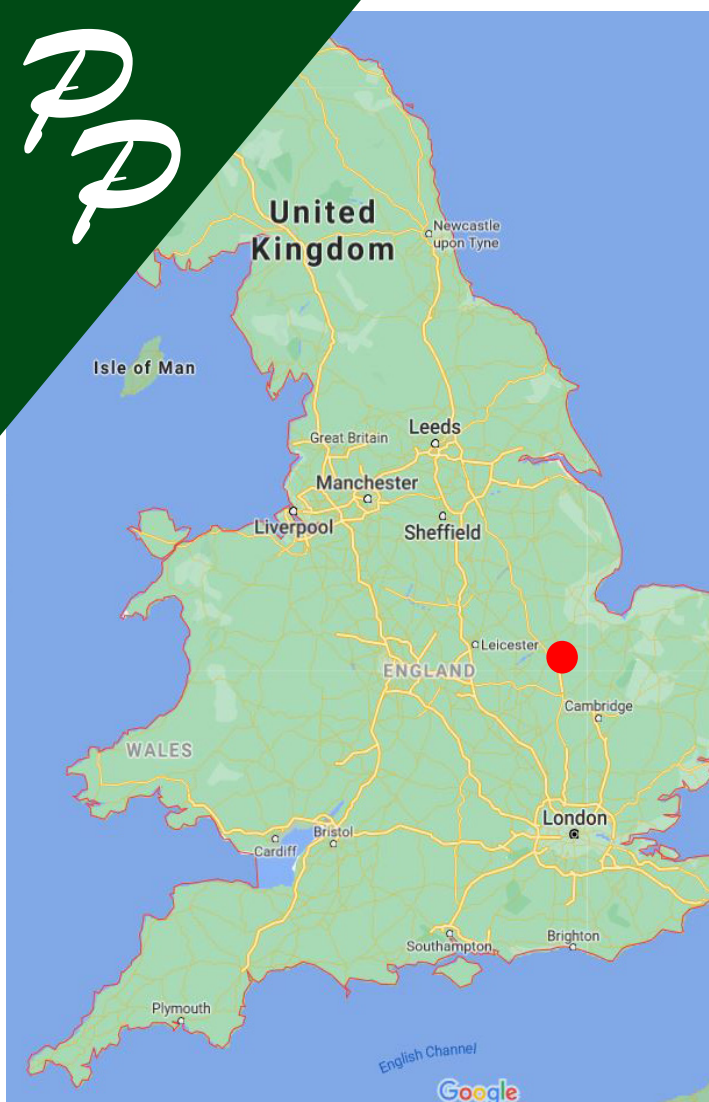 P
P
United
Kingdom
Newcastle
upon Tyne
Isle of Man
Leeds
Great Britain
Manchester
Liverpool
Sheffield
Leicester
ENGLAND
Cambridge
WALES
London
Bristol
Cardiff
Southampton
Brighton
Plymouth
English Channel
Google